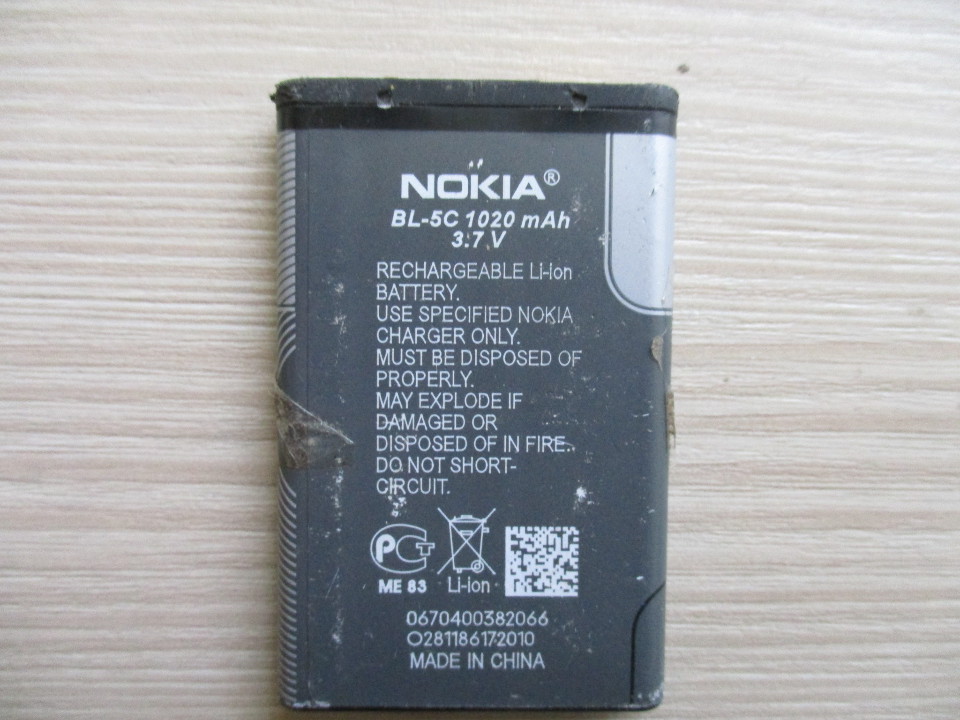 NOKIA®
BL-5C 1020 mAh
3.7 V
RECHARGEABLE Li-ion
BATTERY.
USE SPECIFIED NOKIA
CHARGER ONLY.
MUST BE DISPOSED OF
PROPERLY.
MAY EXPLODE IF
DAMAGED OR
DISPOSED OF IN FIRE.
DO NOT SHORT-
CIRCUIT.
РСТ
ME 83 Li-ion
0670400382066
O281186172010
MADE IN CHINA